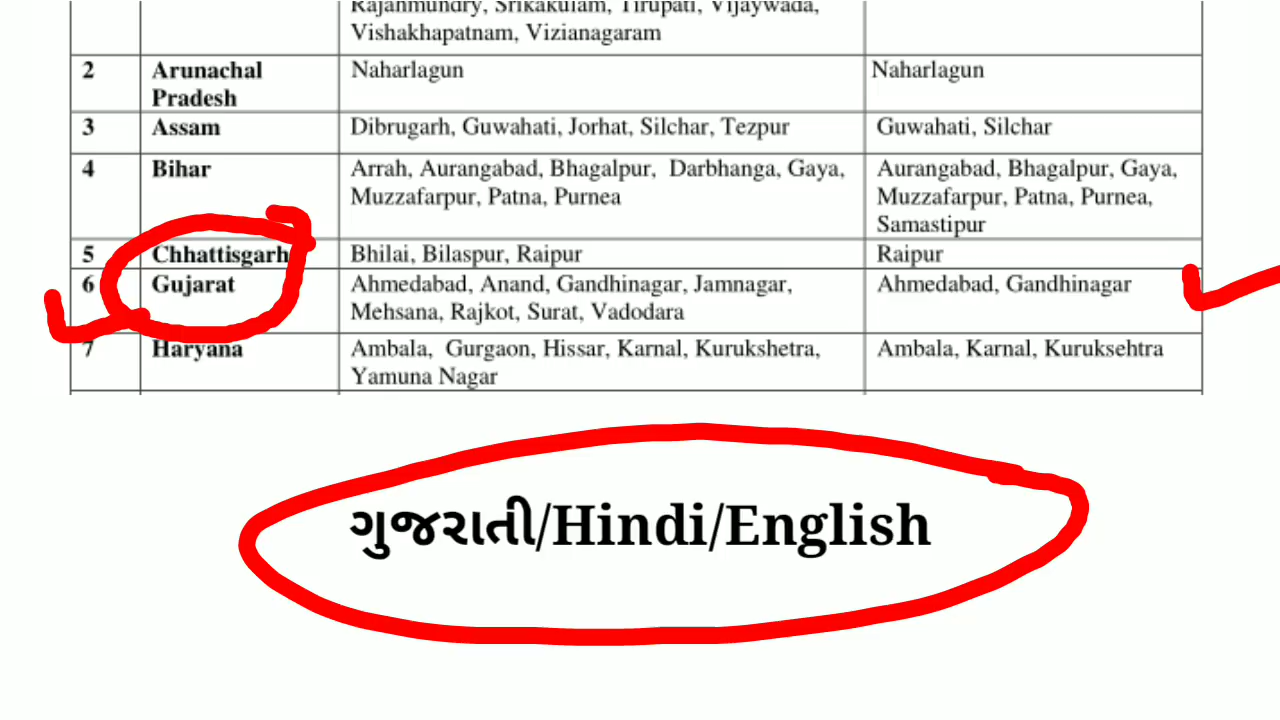 Rajahmundry, Srikakulam, Tirupati, Vijaywada,
Vishakhapatnam, Vizianagaram
2 Arunachal Pradesh Naharlagun Naharlagun
3 Assam Dibrugarh, Guwahati, Jorhat, Silchar, Tezpur Guwahati, Silchar
4 Bihar Arrah, Aurangabad, Bhagalpur, Darbhanga, Gaya, Aurangabad, Bhagalpur, Gaya,
Muzzafarpur, Patna, Purnea Muzzafarpur, Patna, Purnea,
Samastipur
5 Chhattisgarh Bhilai, Bilaspur, Raipur Raipur
6 Gujarat Ahmedabad, Anand, Gandhinagar, Jamnagar, Ahmedabad, Gandhinagar
Mehsana, Rajkot, Surat, Vadodara
7 Haryana Ambala, Gurgaon, Hissar, Karnal, Kurukshetra, Ambala, Karnal, Kuruksehtra
Yamuna Nagar
ગુજરાતી/Hindi/English